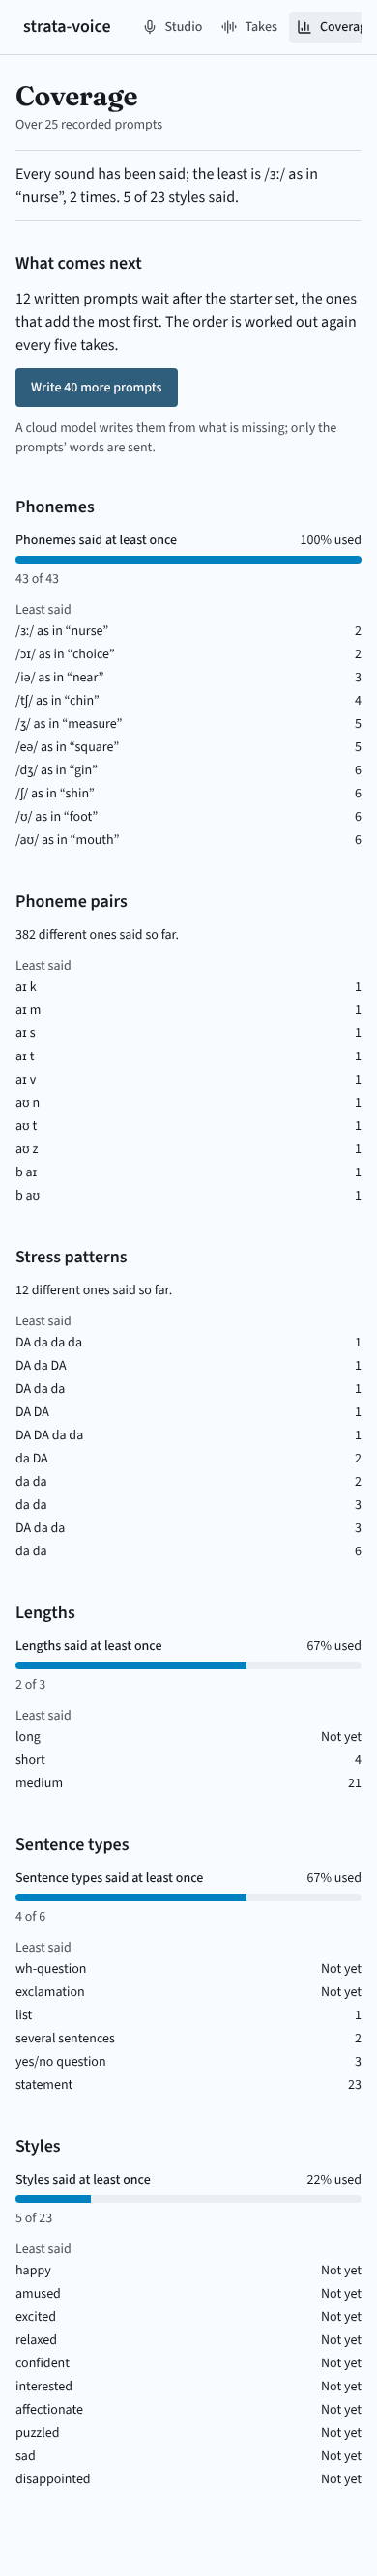 strata-voice Studio Takes Coverag
Coverage
Over 25 recorded prompts
Every sound has been said; the least is /ɜː/ as in
“nurse”, 2 times. 5 of 23 styles said.
What comes next
12 written prompts wait after the starter set, the ones
that add the most first. The order is worked out again
every five takes.
Write 40 more prompts
A cloud model writes them from what is missing; only the
prompts’ words are sent.
Phonemes
Phonemes said at least once 100% used
43 of 43
Least said
/ɜː/ as in “nurse” 2
/ɔɪ/ as in “choice” 2
/iə/ as in “near” 3
/tʃ/ as in “chin” 4
/ʒ/ as in “measure” 5
/eə/ as in “square” 5
/dʒ/ as in “gin” 6
/ʃ/ as in “shin” 6
/ʊ/ as in “foot” 6
/aʊ/ as in “mouth” 6
Phoneme pairs
382 different ones said so far.
Least said
aɪ k 1
aɪ m 1
aɪ s 1
aɪ t 1
aɪ v 1
aʊ n 1
aʊ t 1
aʊ z 1
b aɪ 1
b aʊ 1
Stress patterns
12 different ones said so far.
Least said
DA da da da 1
DA da DA 1
DA da da 1
DA DA 1
DA DA da da 1
da DA 2
da da 2
da da 3
DA da da 3
da da 6
Lengths
Lengths said at least once 67% used
2 of 3
Least said
long Not yet
short 4
medium 21
Sentence types
Sentence types said at least once 67% used
4 of 6
Least said
wh-question Not yet
exclamation Not yet
list 1
several sentences 2
yes/no question 3
statement 23
Styles
Styles said at least once 22% used
5 of 23
Least said
happy Not yet
amused Not yet
excited Not yet
relaxed Not yet
confident Not yet
interested Not yet
affectionate Not yet
puzzled Not yet
sad Not yet
disappointed Not yet